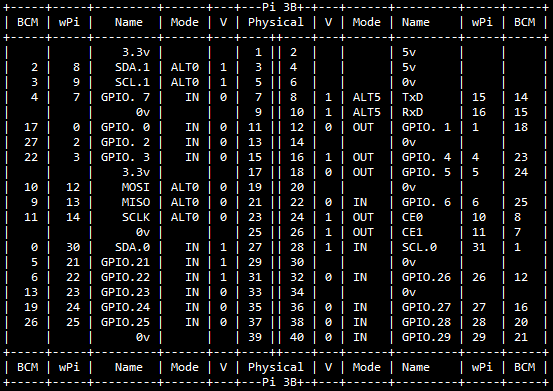 +-----+-----+---------+------+---+---Pi 3B--+---+------+---------+-----+-----+
| BCM | wPi |   Name  | Mode | V | Physical | V | Mode | Name    | wPi | BCM |
+-----+-----+---------+------+---+----++----+---+------+---------+-----+-----+
|     |     |    3.3v |      |   |  1 || 2  |   |      | 5v      |     |     |
|   2 |   8 |   SDA.1 | ALT0 | 1 |  3 || 4  |   |      | 5v      |     |     |
|   3 |   9 |   SCL.1 | ALT0 | 1 |  5 || 6  |   |      | 0v      |     |     |
|   4 |   7 | GPIO. 7 |   IN | 0 |  7 || 8  | 1 | ALT5 | TxD     | 15  | 14  |
|     |     |      0v |      |   |  9 || 10 | 1 | ALT5 | RxD     | 16  | 15  |
|  17 |   0 | GPIO. 0 |   IN | 0 | 11 || 12 | 0 | OUT  | GPIO. 1 | 1   | 18  |
|  27 |   2 | GPIO. 2 |   IN | 0 | 13 || 14 |   |      | 0v      |     |     |
|  22 |   3 | GPIO. 3 |   IN | 0 | 15 || 16 | 1 | OUT  | GPIO. 4 | 4   | 23  |
|     |     |    3.3v |      |   | 17 || 18 | 0 | OUT  | GPIO. 5 | 5   | 24  |
|  10 |  12 |    MOSI | ALT0 | 0 | 19 || 20 |   |      | 0v      |     |     |
|   9 |  13 |    MISO | ALT0 | 0 | 21 || 22 | 0 | IN   | GPIO. 6 | 6   | 25  |
|  11 |  14 |    SCLK | ALT0 | 0 | 23 || 24 | 1 | OUT  | CE0     | 10  | 8   |
|     |     |      0v |      |   | 25 || 26 | 1 | OUT  | CE1     | 11  | 7   |
|   0 |  30 |   SDA.0 |   IN | 1 | 27 || 28 | 1 | IN   | SCL.0   | 31  | 1   |
|   5 |  21 | GPIO.21 |   IN | 1 | 29 || 30 |   |      | 0v      |     |     |
|   6 |  22 | GPIO.22 |   IN | 1 | 31 || 32 | 0 | IN   | GPIO.26 | 26  | 12  |
|  13 |  23 | GPIO.23 |   IN | 0 | 33 || 34 |   |      | 0v      |     |     |
|  19 |  24 | GPIO.24 |   IN | 0 | 35 || 36 | 0 | IN   | GPIO.27 | 27  | 16  |
|  26 |  25 | GPIO.25 |   IN | 0 | 37 || 38 | 0 | IN   | GPIO.28 | 28  | 20  |
|     |     |      0v |      |   | 39 || 40 | 0 | IN   | GPIO.29 | 29  | 21  |
+-----+-----+---------+------+---+----++----+---+------+---------+-----+-----+
| BCM | wPi |   Name  | Mode | V | Physical | V | Mode | Name    | wPi | BCM |
+-----+-----+---------+------+---+---Pi 3B--+---+------+---------+-----+-----+